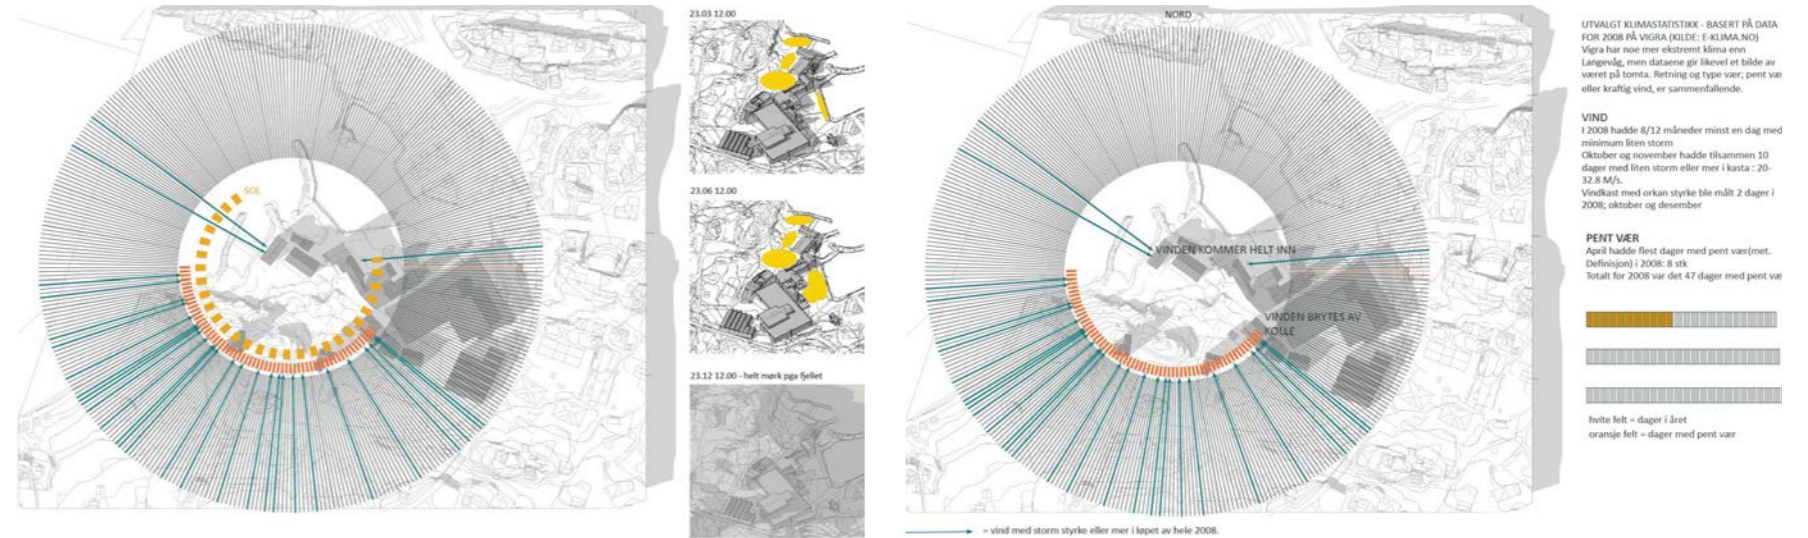 23.03 12.00
SOL
23.06 12.00
23.12 12.00 - helt mørk pga fjellet
NORD
VINDEN KOMMER HELT INN
VINDEN BRYTES AV
KOLLE
= vind med storm styrke eller mer i løpet av hele 2008.
UTVALGT KLIMASTATISTIKK - BASERT PÅ DATA
FOR 2008 PÅ VIGRA (KILDE: E-KLIMA.NO)
Vigra har noe mer ekstremt klima enn
Langevåg, men dataene gir likevel et bilde av
været på tomta. Retning og type vær; pent væ
eller kraftig vind, er sammenfallende.
VIND
I 2008 hadde 8/12 måneder minst en dag med
minimum liten storm
Oktober og november hadde tilsammen 10
dager med liten storm eller mer i kasta : 20-
32.8 M/s.
Vindkast med orkan styrke ble målt 2 dager i
2008; oktober og desember
PENT VÆR
April hadde flest dager med pent vær(met.
Definisjon) i 2008: 8 stk
Totalt for 2008 var det 47 dager med pent væ
hvite felt = dager i året
oransje felt = dager med pent vær